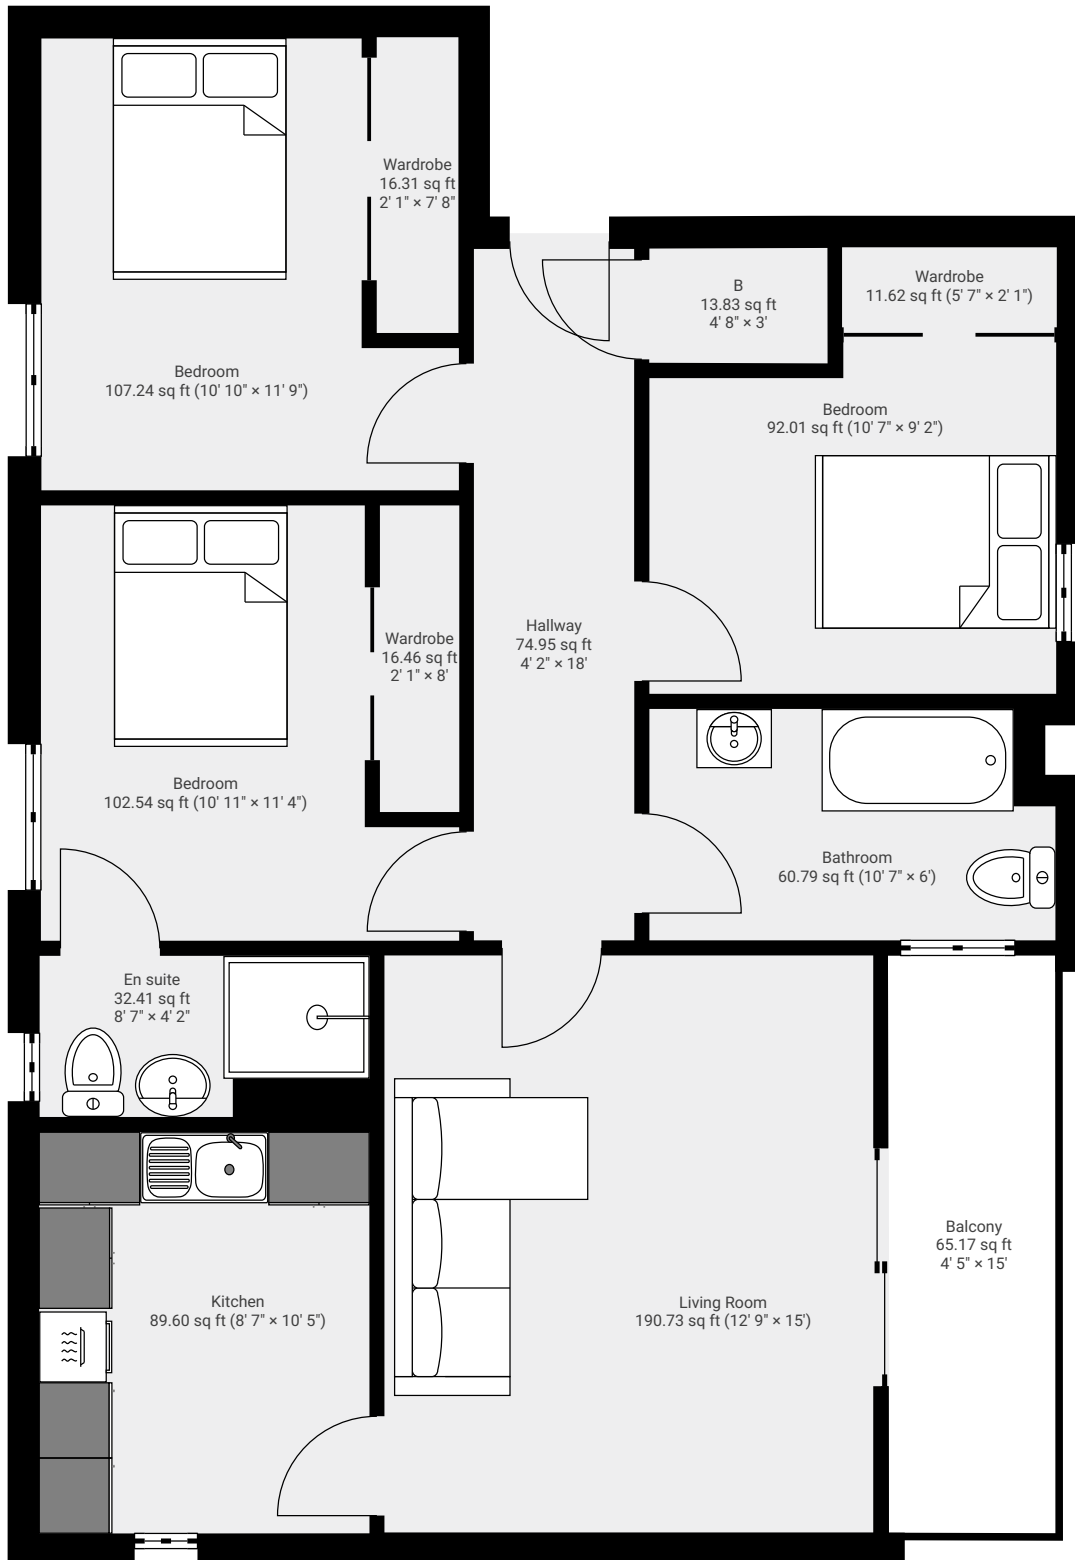 Wardrobe
16.31 sq ft
2' 1" × 7' 8"
B
13.83 sq ft
4' 8" × 3'
Wardrobe
11.62 sq ft (5' 7" × 2' 1")
Bedroom
107.24 sq ft (10' 10" × 11' 9")
Bedroom
92.01 sq ft (10' 7" × 9' 2")
Hallway
74.95 sq ft
4' 2" × 18'
Wardrobe
16.46 sq ft
2' 1" × 8'
Bedroom
102.54 sq ft (10' 11" × 11' 4")
Bathroom
60.79 sq ft (10' 7" × 6')
En suite
32.41 sq ft
8' 7" × 4' 2"
Balcony
65.17 sq ft
4' 5" × 15'
Kitchen
89.60 sq ft (8' 7" × 10' 5")
Living Room
190.73 sq ft (12' 9" × 15')